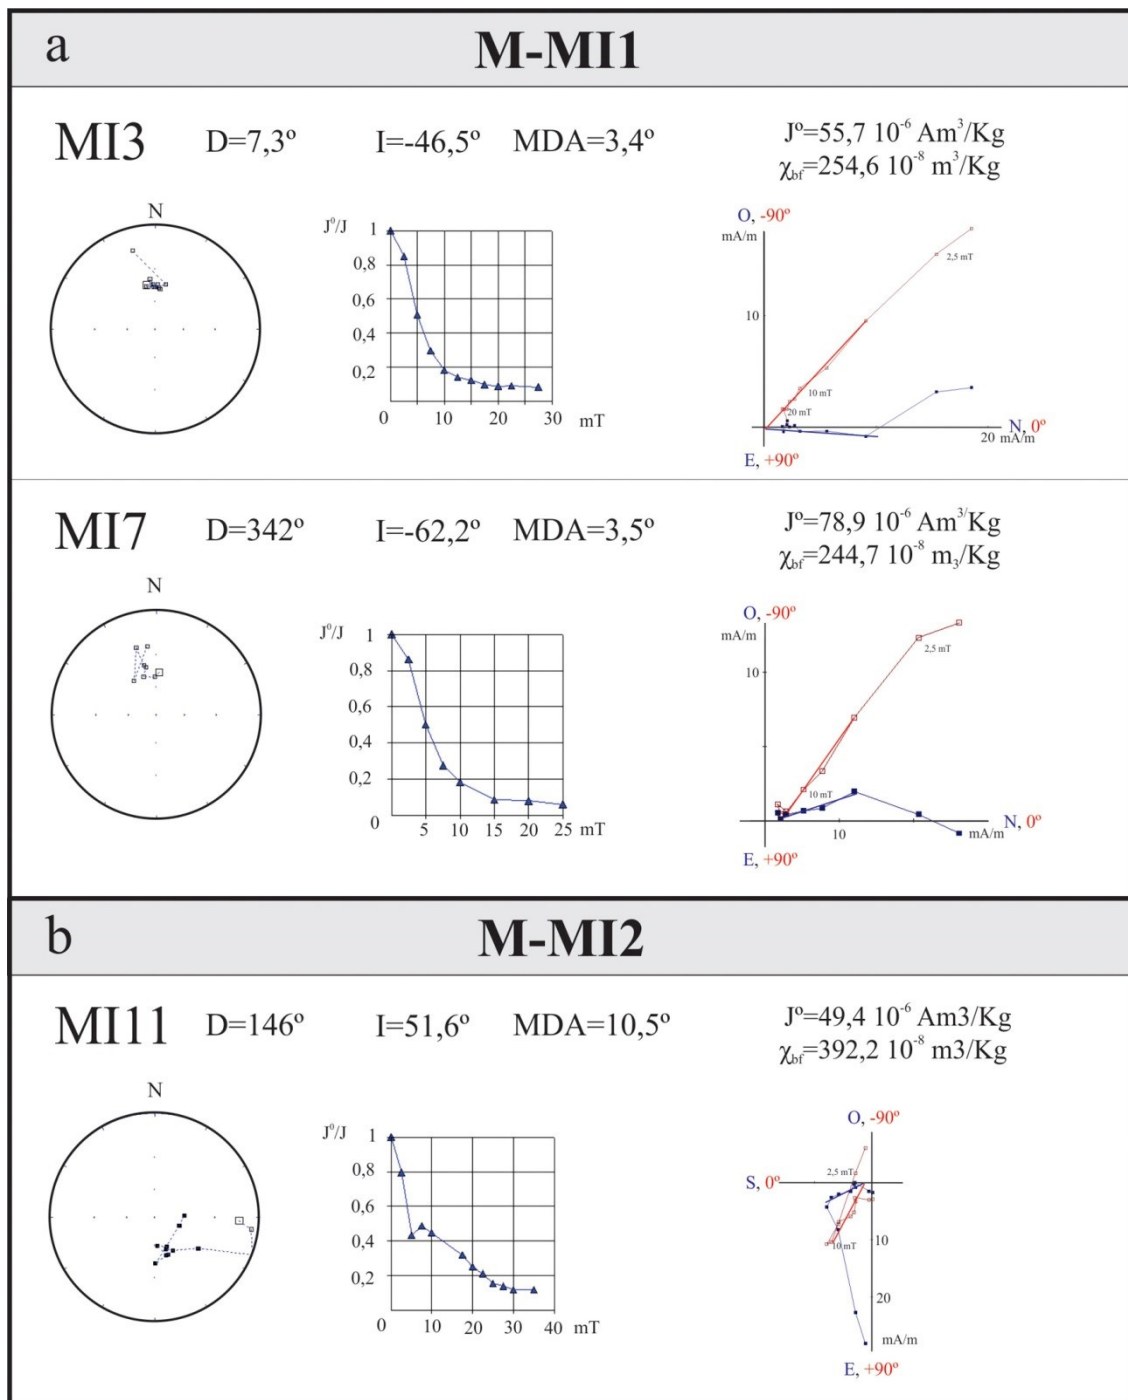 a M-MI1
MI3 D=7,3º I=-46,5º MDA=3,4º
Jº=55,7 10⁻⁶ Am³/Kg
χbf=254,6 10⁻⁸ m³/Kg
N
J⁰/J 1
0,8
0,6
0,4
0,2
0 10 20 30 mT
O, -90º
mA/m
2,5 mT
10
10 mT
20 mT
N, 0º
20 mA/m
E, +90º
MI7 D=342º I=-62,2º MDA=3,5º
Jº=78,9 10⁻⁶ Am³/Kg
χbf=244,7 10⁻⁸ m₃/Kg
N
J⁰/J 1
0,8
0,6
0,4
0,2
0 5 10 15 20 25 mT
O, -90º
mA/m
2,5 mT
10
10 mT
N, 0º
10 mA/m
E, +90º
b M-MI2
MI11 D=146º I=51,6º MDA=10,5º
Jº=49,4 10⁻⁶ Am3/Kg
χbf=392,2 10⁻⁸ m3/Kg
N
J⁰/J 1
0,8
0,6
0,4
0,2
10 20 30 40 mT
O, -90º
2,5 mT
S, 0º
10 mT
10
20
mA/m
E, +90º